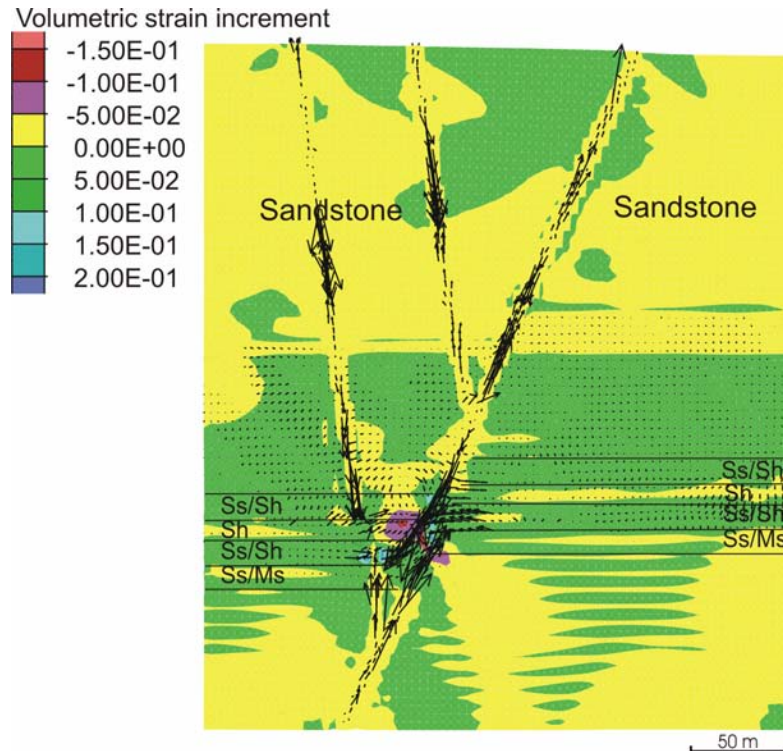 Volumetric strain increment
-1.50E-01
-1.00E-01
-5.00E-02
0.00E+00
5.00E-02
1.00E-01
1.50E-01
2.00E-01
Sandstone
Sandstone
Ss/Sh
Sh
Ss/Sh
Ss/Ms
Ss/Sh
Sh
Ss/Sh
Ss/Ms
50 m